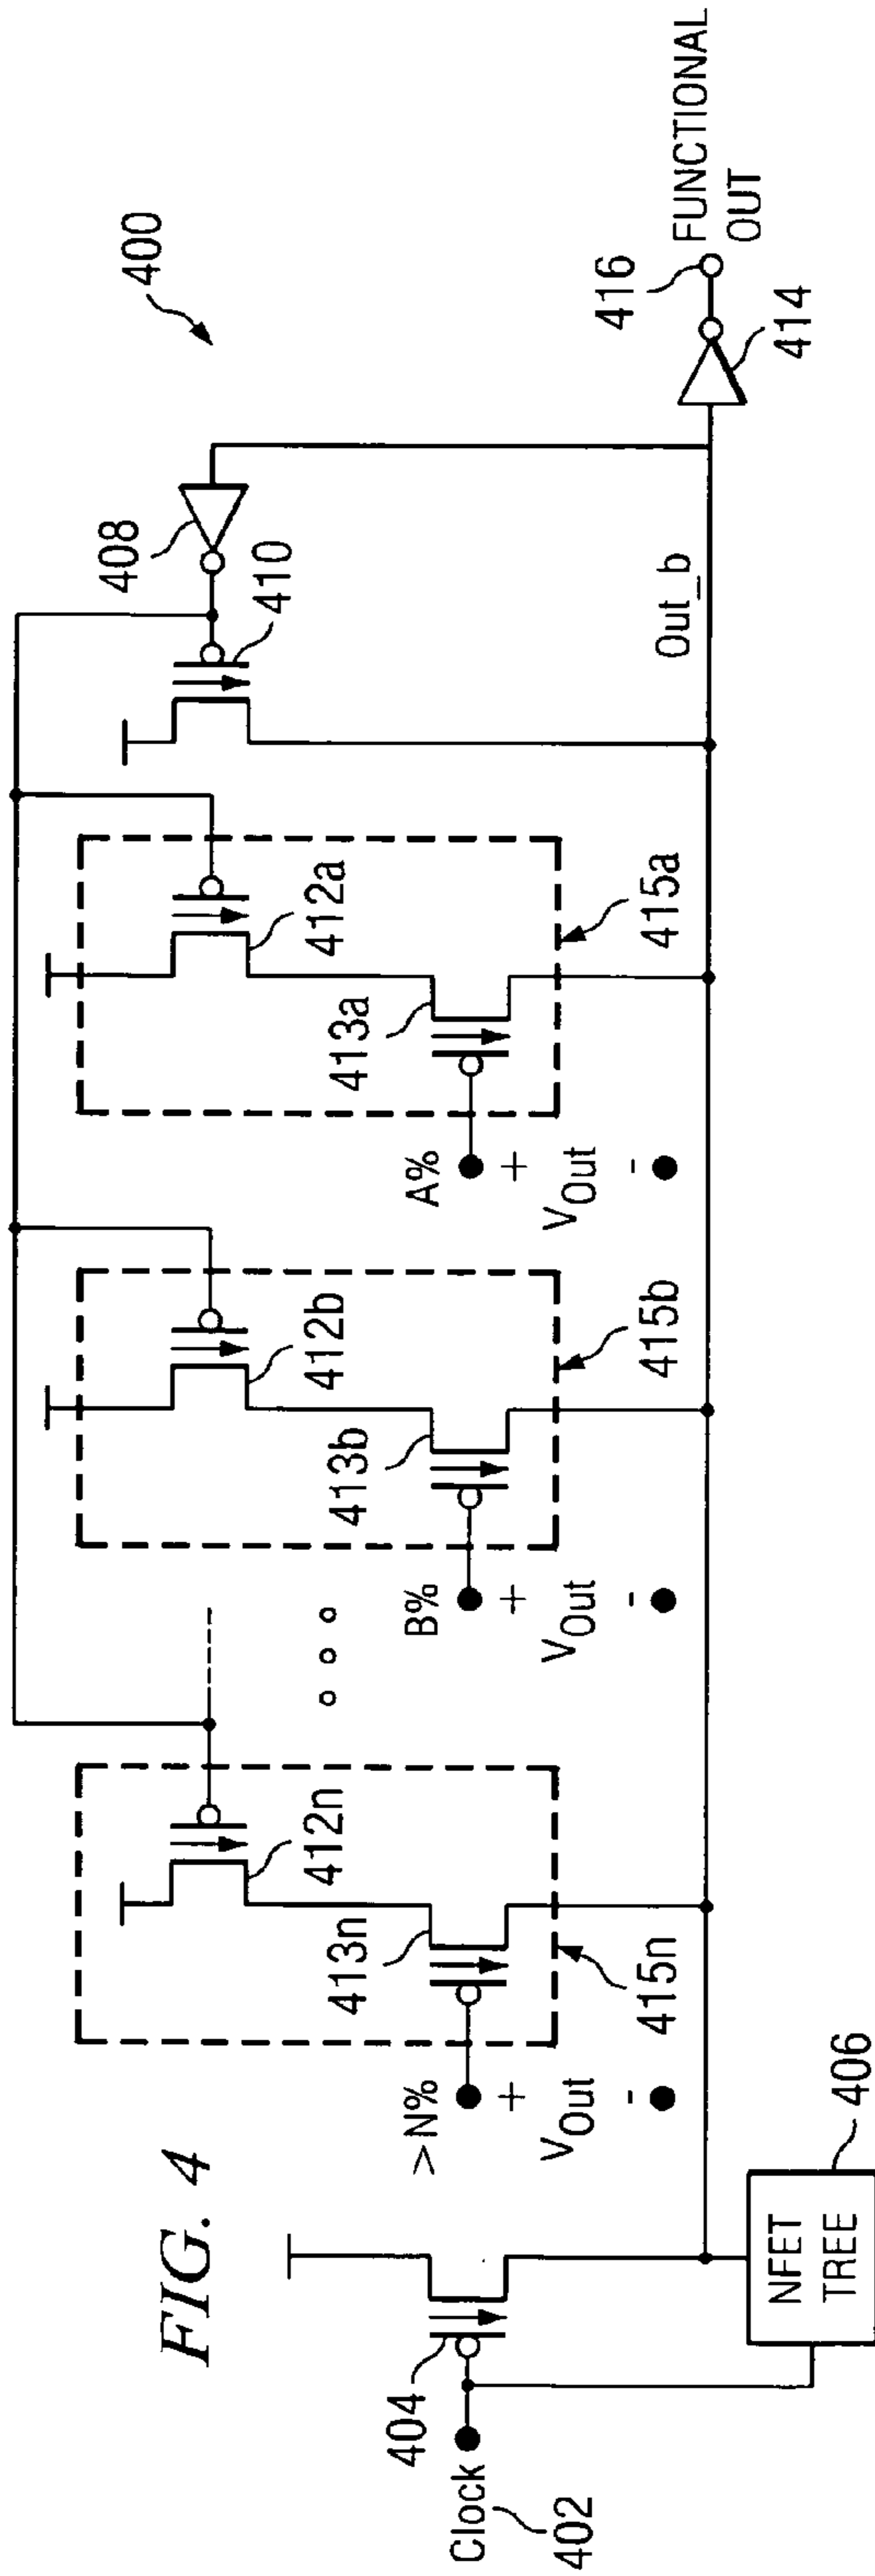 FIG. 4
400
408
410
412a
413a
415a
A%
+
VOut
-
412b
413b
415b
B%
+
VOut
-
412n
413n
415n
>N%
+
VOut
-
404
Clock
402
NFET
TREE
406
Out_b
414
416
FUNCTIONAL
OUT